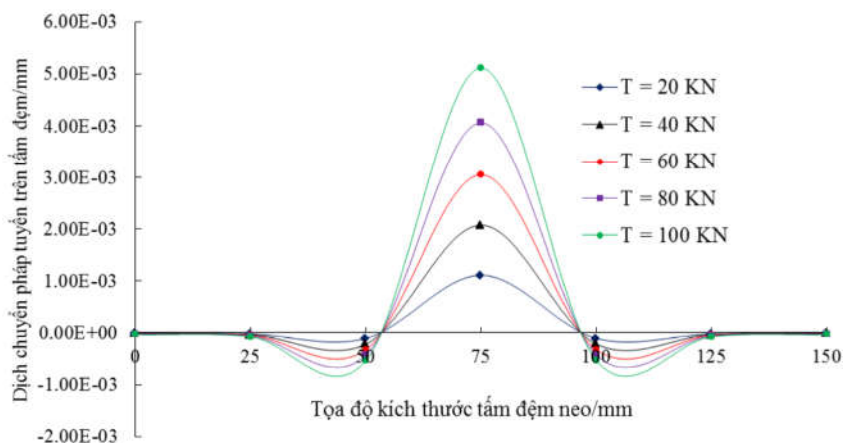 6.00E-03
5.00E-03
4.00E-03
3.00E-03
2.00E-03
1.00E-03
0.00E+00
-1.00E-03
-2.00E-03
Dịch chuyển pháp tuyến trên tấm đệm/mm
T = 20 KN
T = 40 KN
T = 60 KN
T = 80 KN
T = 100 KN
0 25 50 75 100 125 150
Tọa độ kích thước tấm đệm neo/mm